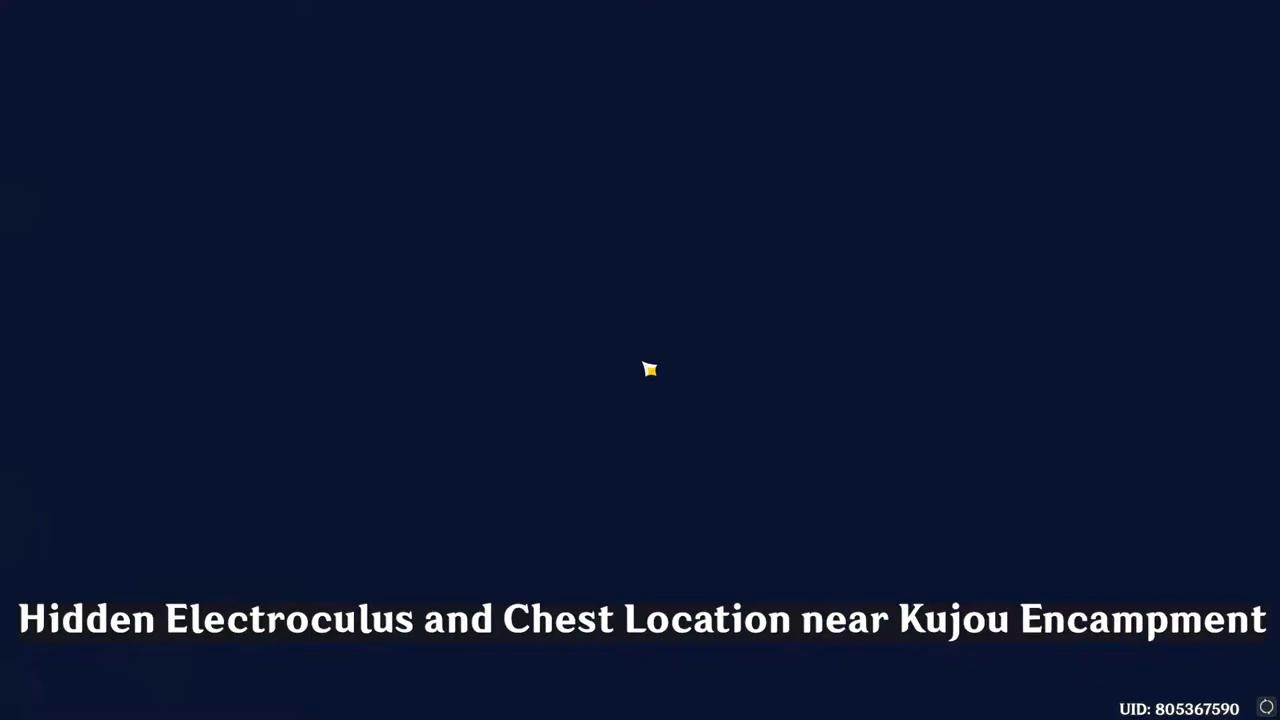 Hidden Electroculus and Chest Location near Kujou Encampment
UID: 805367590